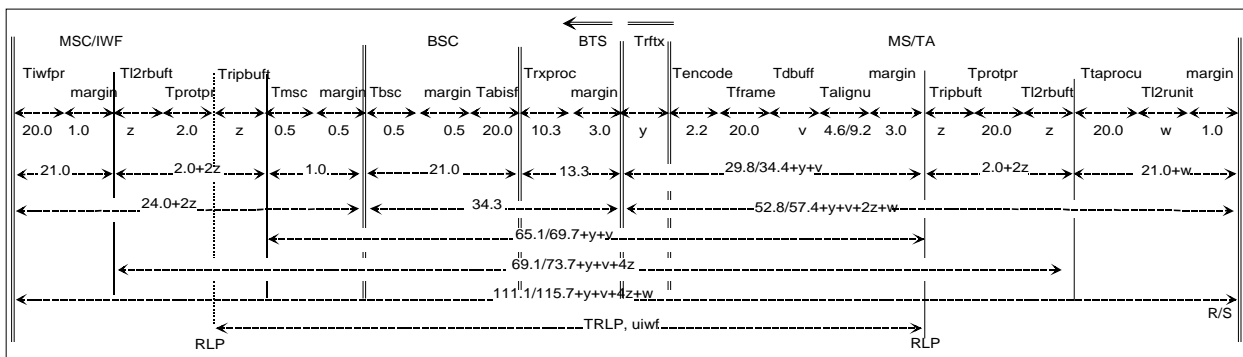 MSC/IWF BSC BTS Trftx MS/TA
Tiwfpr Tl2rbuft Tripbuft Trxproc Tencode Tdbuff margin Tprotpr Ttaprocu margin
margin Tprotpr Tmsc margin Tbsc margin Tabisf margin Tframe Talignu Tripbuft Tl2rbuft Tl2runit
20.0 1.0 z 2.0 z 0.5 0.5 0.5 0.5 20.0 10.3 3.0 y 2.2 20.0 v 4.6/9.2 3.0 z 20.0 z 20.0 w 1.0
21.0 2.0+2z 1.0 21.0 13.3 29.8/34.4+y+v 2.0+2z 21.0+w
24.0+2z 34.3 52.8/57.4+y+v+2z+w
65.1/69.7+y+v
69.1/73.7+y+v+4z
111.1/115.7+y+v+4z+w
R/S
TRLP, uiwf
RLP RLP